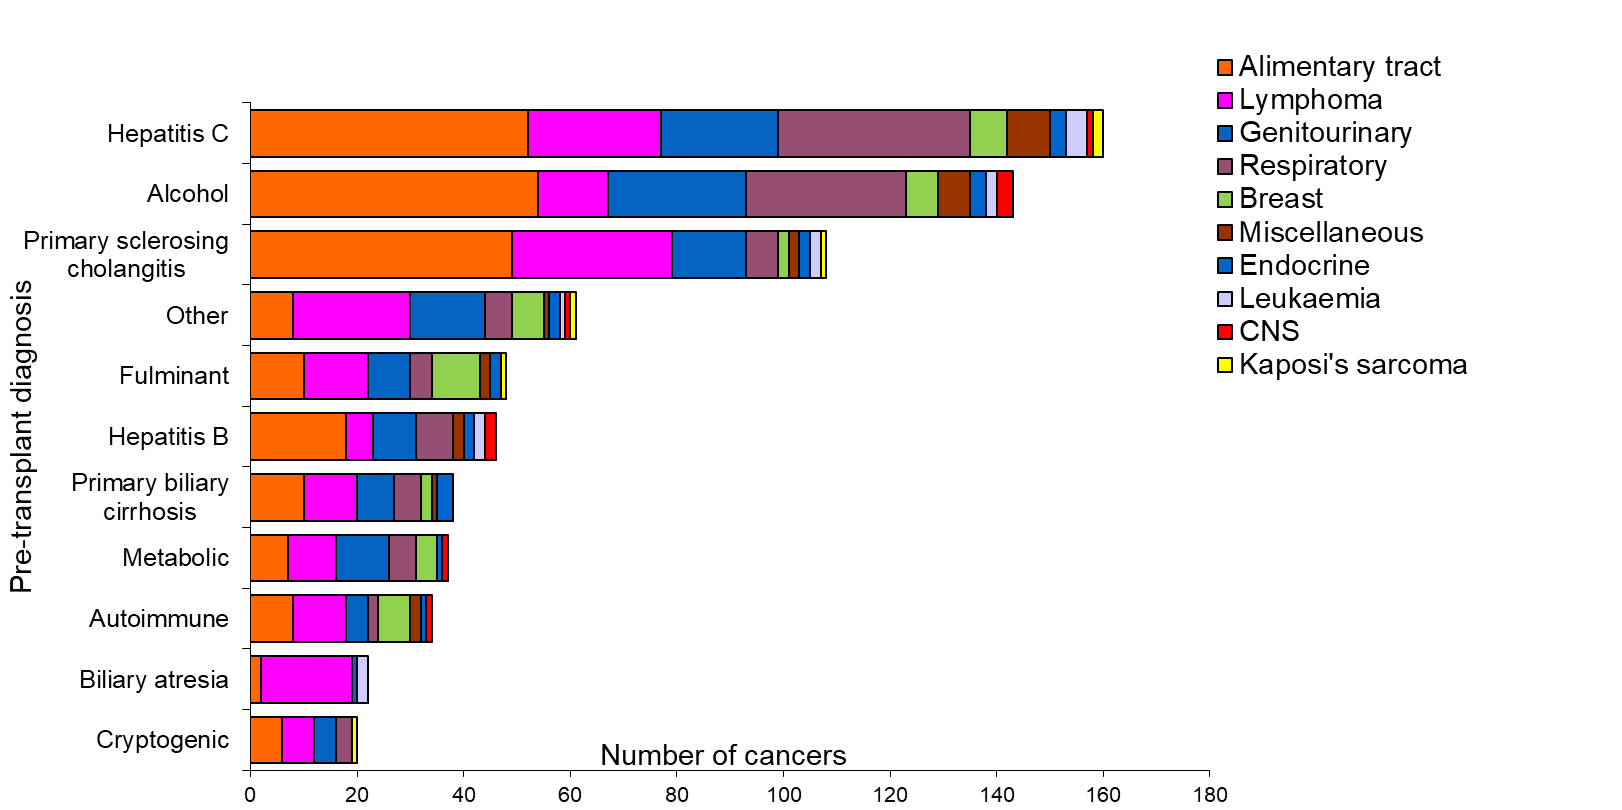 Alimentary tract
Lymphoma
Genitourinary
Respiratory
Breast
Miscellaneous
Endocrine
Leukaemia
CNS
Kaposi's sarcoma
Pre-transplant diagnosis
Hepatitis C
Alcohol
Primary sclerosing
cholangitis
Other
Fulminant
Hepatitis B
Primary biliary
cirrhosis
Metabolic
Autoimmune
Biliary atresia
Cryptogenic
Number of cancers
0 20 40 60 80 100 120 140 160 180